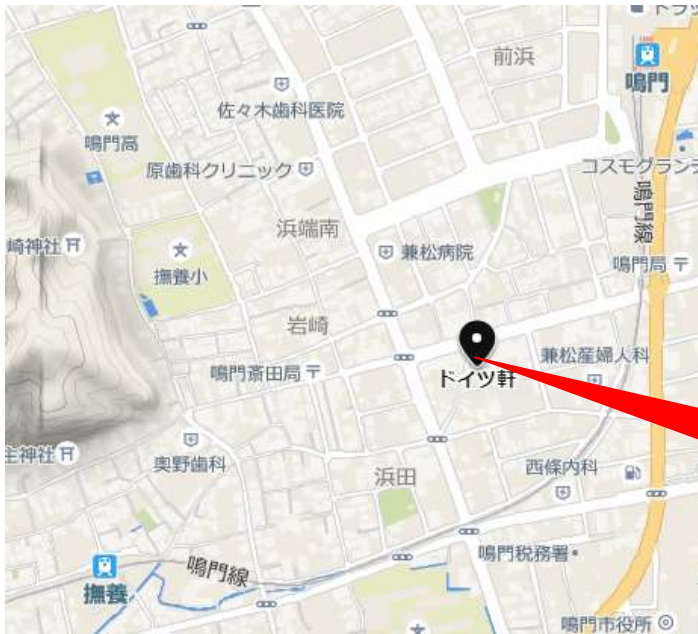 トラッ
前浜
鳴門
佐々木歯科医院
鳴門高
コスモグラン
原歯科クリニック
鳴門線
浜端南
崎神社
兼松病院
鳴門局
撫養小
岩崎
兼松産婦人科
鳴門斎田局
ドイツ軒
主神社
奥野歯科
浜田
西條内科
鳴門線
鳴門税務署
撫養
鳴門市役所